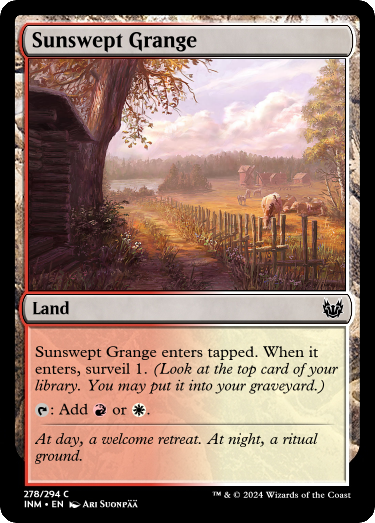 Sunswept Grange
Land
Sunswept Grange enters tapped. When it
enters, surveil 1. (Look at the top card of your
library. You may put it into your graveyard.)
: Add or .
At day, a welcome retreat. At night, a ritual
ground.
278/294 C
INM • EN Ari Suonpää
™ & © 2024 Wizards of the Coast